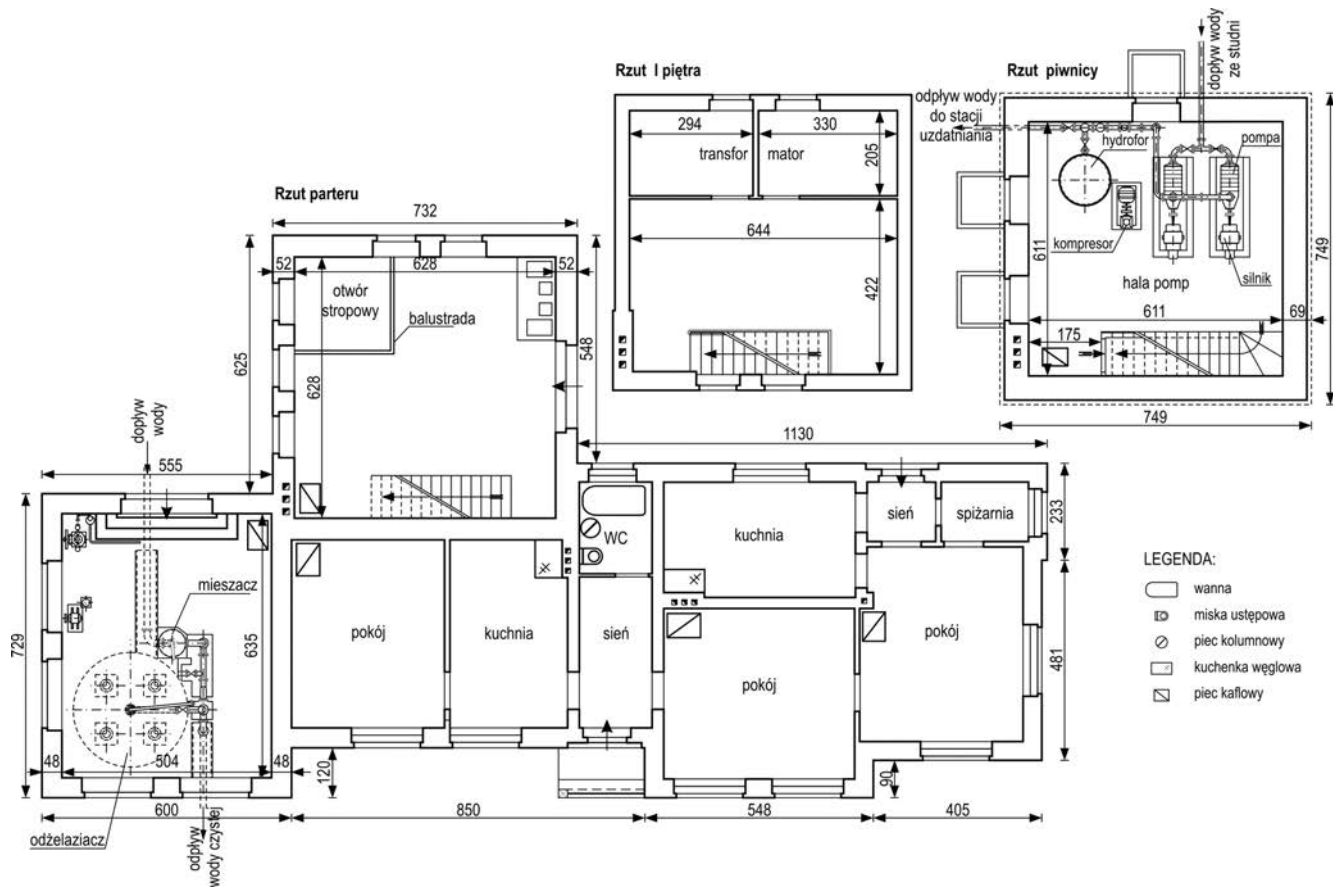 Rzut parteru
732
52
628
52
otwór
stropowy
balustrada
625
628
548
dopływ
wody
555
1130
mieszacz
729
635
48
504
48
600
odżelaziacz
odpływ
wody czystej
pokój
kuchnia
WC
sień
120
850
kuchnia
pokój
548
sień
spiżarnia
pokój
233
481
90
405
Rzut I piętra
294
330
transfor
mator
205
644
422
Rzut piwnicy
dopływ wody
ze studni
odpływ wody
do stacji
uzdatniania
hydrofor
pompa
kompresor
silnik
hala pomp
611
611
69
175
749
749
LEGENDA:
wanna
miska ustępowa
piec kolumnowy
kuchenka węglowa
piec kaflowy